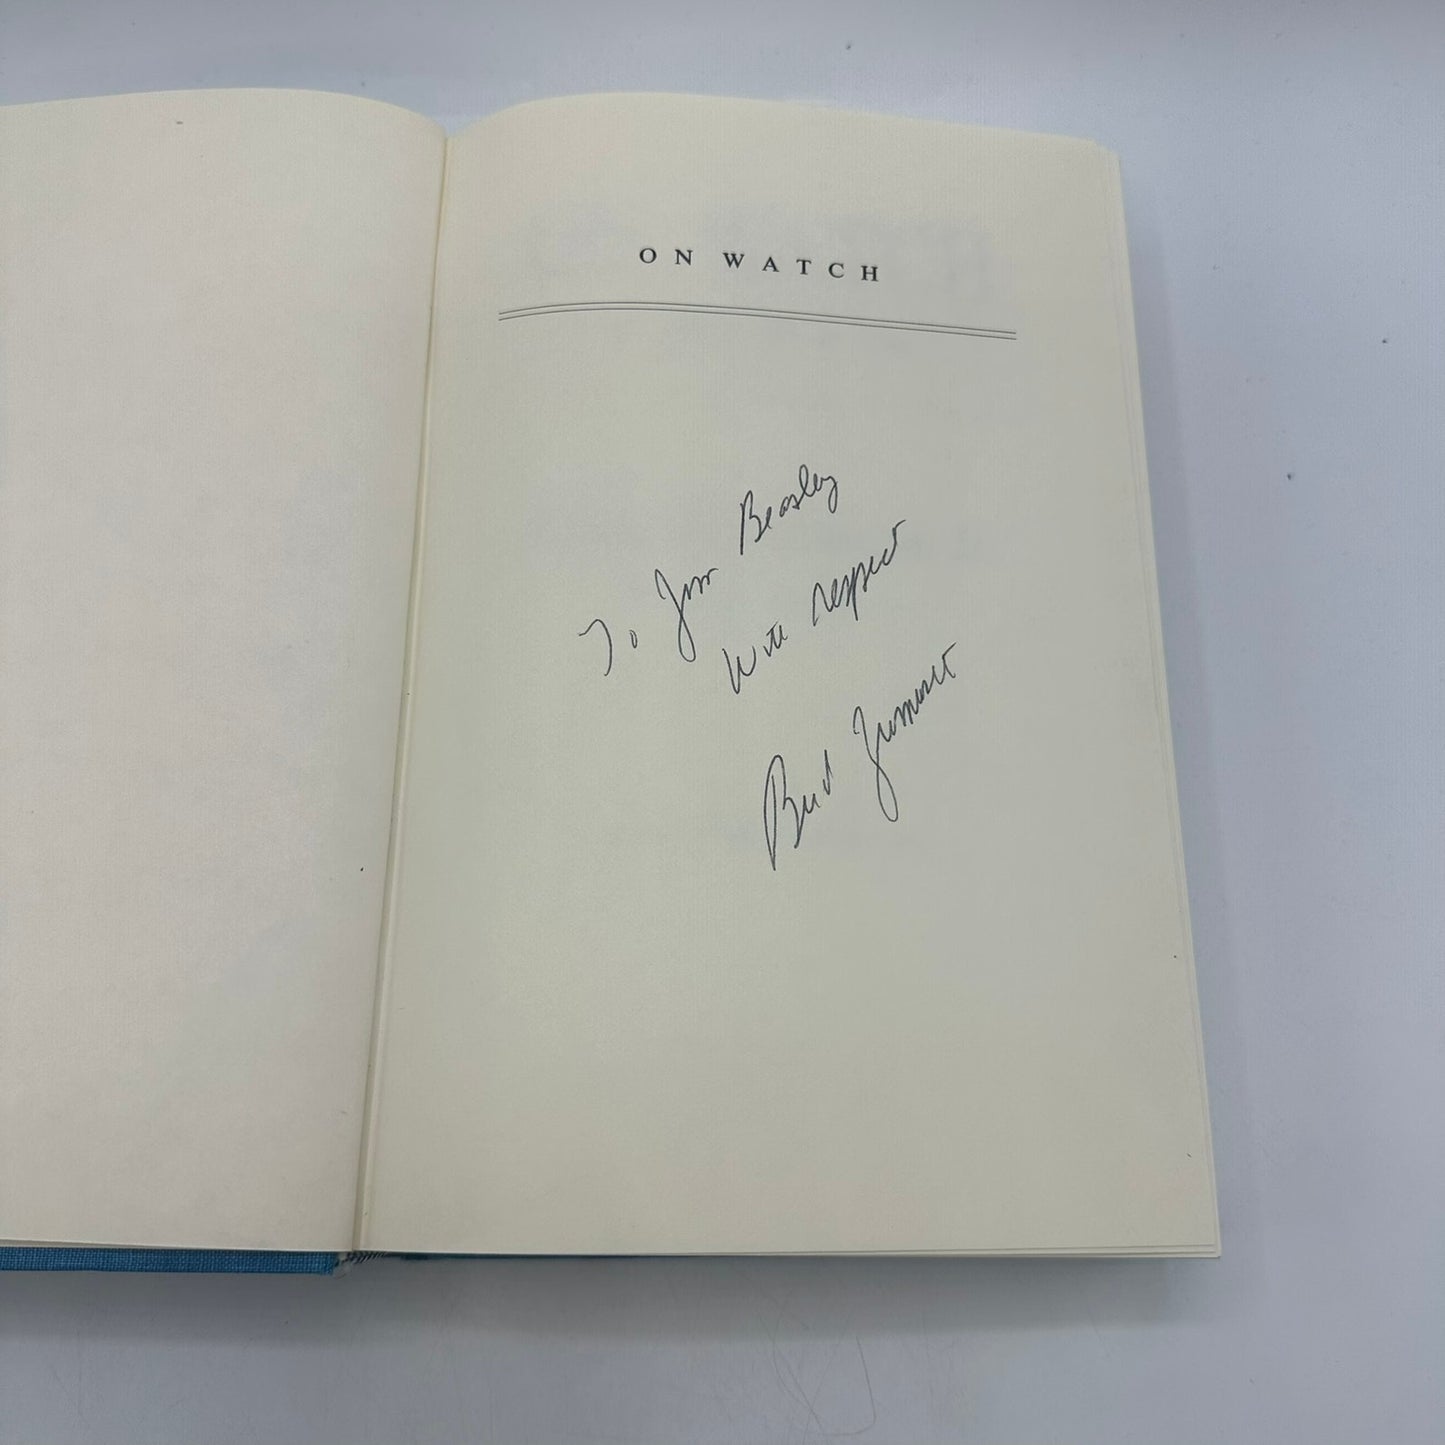 ON WATCH
To Jim Beasley
With respect
Bud Zumwalt